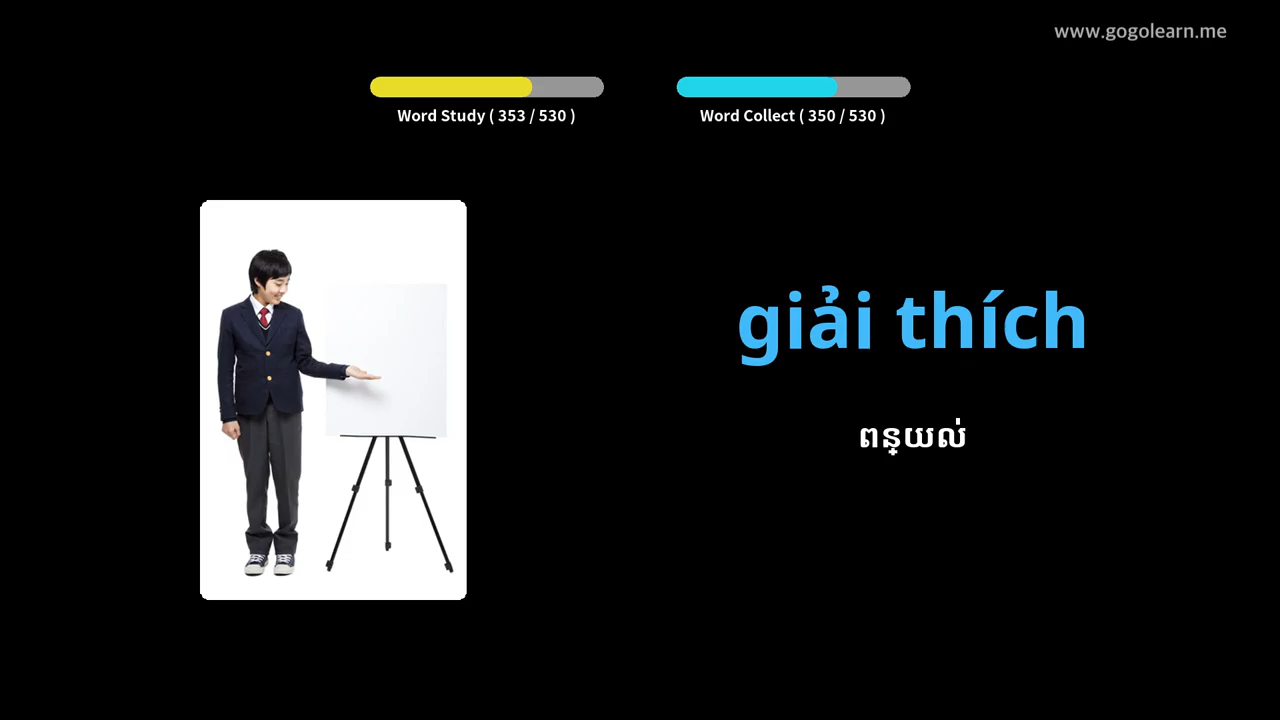 www.gogolearn.me
Word Study ( 353 / 530 )
Word Collect ( 350 / 530 )
giải thích
ពន្យល់